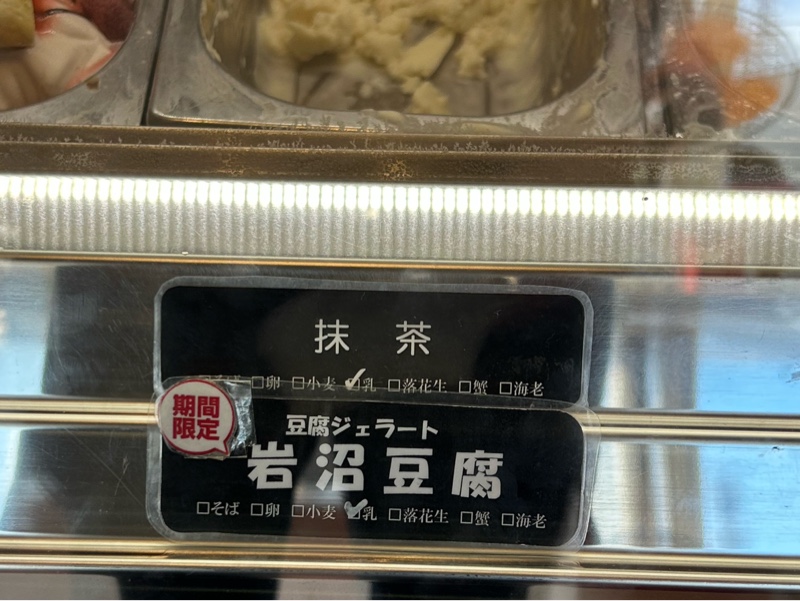 抹茶
□卵 □小麦 ☑乳 □落花生 □蟹 □海老
期間
限定
豆腐ジェラート
岩沼豆腐
□そば □卵 □小麦 ☑乳 □落花生 □蟹 □海老